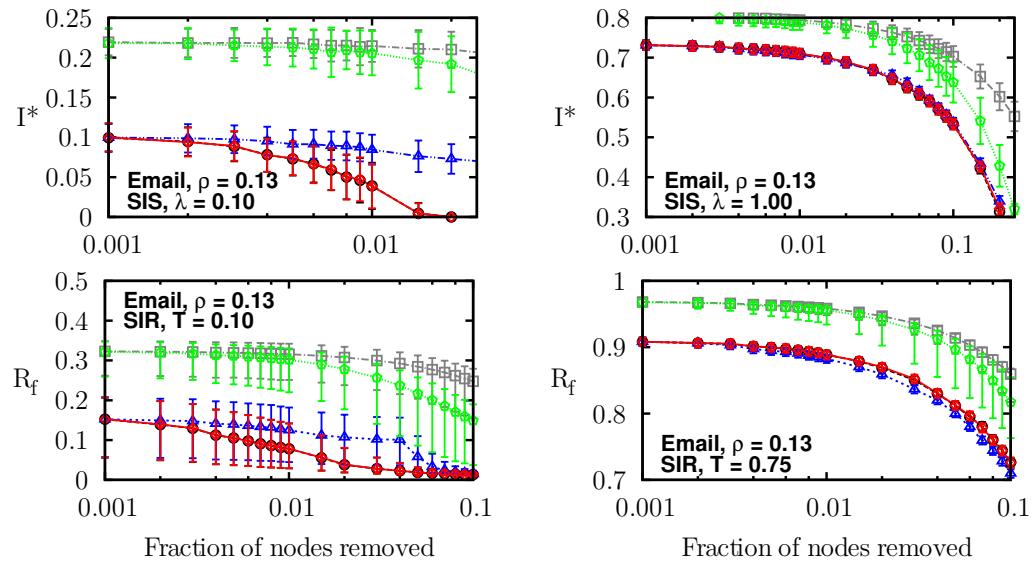 0.25
0.2
0.15
0.1
0.05
0
I*
Email, ρ = 0.13
SIS, λ = 0.10
0.001
0.01
0.8
0.7
0.6
0.5
0.4
0.3
I*
Email, ρ = 0.13
SIS, λ = 1.00
0.001
0.01
0.1
0.5
0.4
0.3
0.2
0.1
0
R_f
Email, ρ = 0.13
SIR, T = 0.10
0.001
0.01
0.1
Fraction of nodes removed
1
0.9
0.8
0.7
R_f
Email, ρ = 0.13
SIR, T = 0.75
0.001
0.01
0.1
Fraction of nodes removed